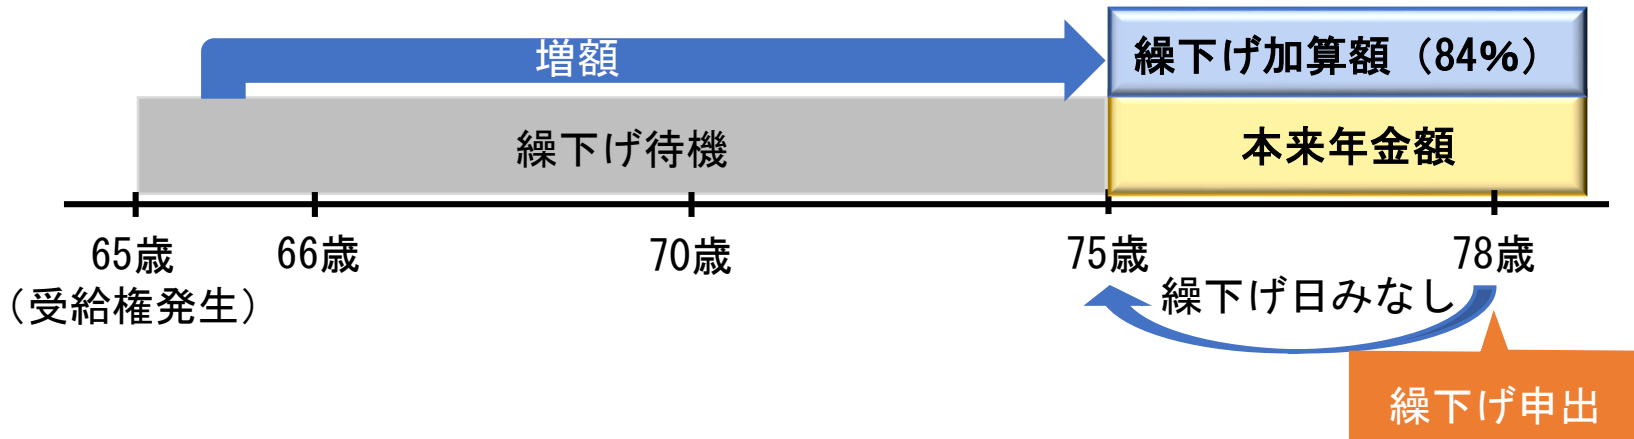 増額
繰下げ加算額（84%）
繰下げ待機
本来年金額
65歳
66歳
70歳
75歳
78歳
（受給権発生）
繰下げ日みなし
繰下げ申出